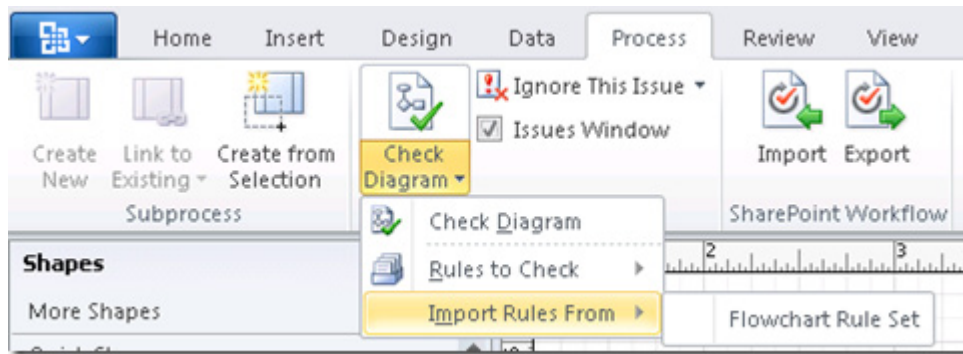 Home Insert Design Data Process Review View
Create New
Link to Existing
Create from Selection
Subprocess
Check Diagram
Ignore This Issue
Issues Window
Import Export
SharePoint Workflow
Check Diagram
Rules to Check
Import Rules From
Flowchart Rule Set
Shapes
More Shapes
2 3